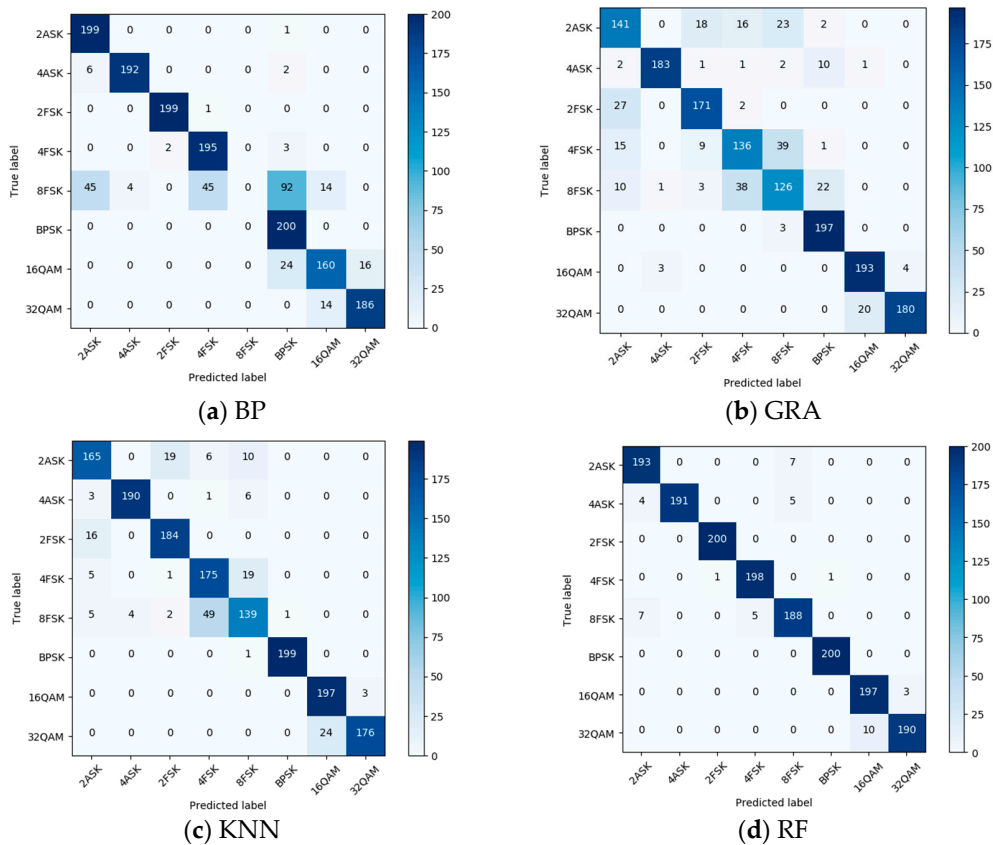 2ASK 199 0 0 0 0 1 0 0
4ASK 6 192 0 0 0 2 0 0
2FSK 0 0 199 1 0 0 0 0
4FSK 0 0 2 195 0 3 0 0
8FSK 45 4 0 45 0 92 14 0
BPSK 0 0 0 0 0 200 0 0
16QAM 0 0 0 0 0 24 160 16
32QAM 0 0 0 0 0 0 14 186
2ASK 4ASK 2FSK 4FSK 8FSK BPSK 16QAM 32QAM
True label
Predicted label
200
175
150
125
100
75
50
25
0
(a) BP
2ASK 141 0 18 16 23 2 0 0
4ASK 2 183 1 1 2 10 1 0
2FSK 27 0 171 2 0 0 0 0
4FSK 15 0 9 136 39 1 0 0
8FSK 10 1 3 38 126 22 0 0
BPSK 0 0 0 0 3 197 0 0
16QAM 0 3 0 0 0 0 193 4
32QAM 0 0 0 0 0 0 20 180
2ASK 4ASK 2FSK 4FSK 8FSK BPSK 16QAM 32QAM
True label
Predicted label
175
150
125
100
75
50
25
0
(b) GRA
2ASK 165 0 19 6 10 0 0 0
4ASK 3 190 0 1 6 0 0 0
2FSK 16 0 184 0 0 0 0 0
4FSK 5 0 1 175 19 0 0 0
8FSK 5 4 2 49 139 1 0 0
BPSK 0 0 0 0 1 199 0 0
16QAM 0 0 0 0 0 0 197 3
32QAM 0 0 0 0 0 0 24 176
2ASK 4ASK 2FSK 4FSK 8FSK BPSK 16QAM 32QAM
True label
Predicted label
175
150
125
100
75
50
25
0
(c) KNN
2ASK 193 0 0 0 7 0 0 0
4ASK 4 191 0 0 5 0 0 0
2FSK 0 0 200 0 0 0 0 0
4FSK 0 0 1 198 0 1 0 0
8FSK 7 0 0 5 188 0 0 0
BPSK 0 0 0 0 0 200 0 0
16QAM 0 0 0 0 0 0 197 3
32QAM 0 0 0 0 0 0 10 190
2ASK 4ASK 2FSK 4FSK 8FSK BPSK 16QAM 32QAM
True label
Predicted label
200
175
150
125
100
75
50
25
0
(d) RF